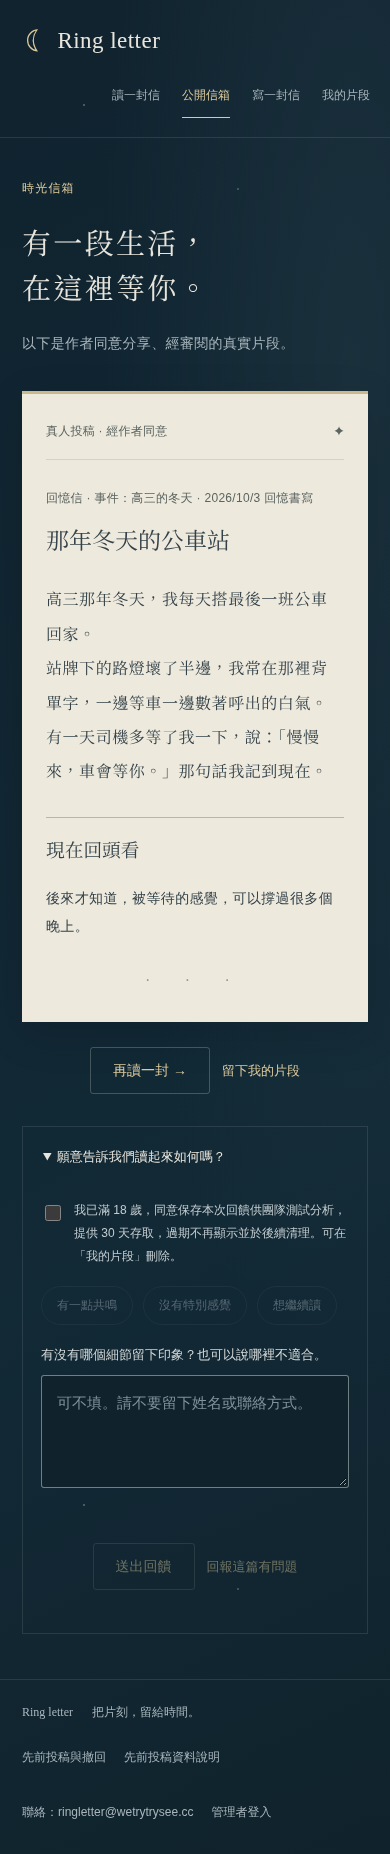 Ring letter
讀一封信 公開信箱 寫一封信 我的片段
時光信箱
有一段生活，
在這裡等你。
以下是作者同意分享、經審閱的真實片段。
真人投稿 · 經作者同意 ✦
回憶信 · 事件：高三的冬天 · 2026/10/3 回憶書寫
那年冬天的公車站
高三那年冬天，我每天搭最後一班公車
回家。
站牌下的路燈壞了半邊，我常在那裡背
單字，一邊等車一邊數著呼出的白氣。
有一天司機多等了我一下，說：「慢慢
來，車會等你。」那句話我記到現在。
現在回頭看
後來才知道，被等待的感覺，可以撐過很多個
晚上。
· · ·
再讀一封 → 留下我的片段
▼ 願意告訴我們讀起來如何嗎？
我已滿 18 歲，同意保存本次回饋供團隊測試分析，
提供 30 天存取，過期不再顯示並於後續清理。可在
「我的片段」刪除。
有一點共鳴 沒有特別感覺 想繼續讀
有沒有哪個細節留下印象？也可以說哪裡不適合。
可不填。請不要留下姓名或聯絡方式。
送出回饋 回報這篇有問題
Ring letter 把片刻，留給時間。
先前投稿與撤回 先前投稿資料說明
聯絡：ringletter@wetrytrysee.cc 管理者登入